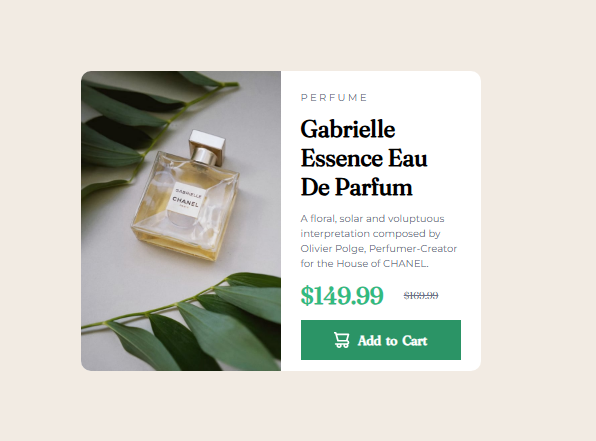 PERFUME
Gabrielle
Essence Eau
De Parfum
A floral, solar and voluptuous
interpretation composed by
Olivier Polge, Perfumer-Creator
for the House of CHANEL.
$149.99 $169.99
Add to Cart
GABRIELLE
CHANEL